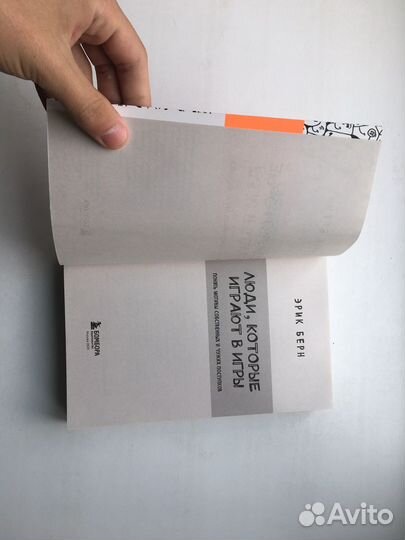 ЭРИК БЕРН
ЛЮДИ, КОТОРЫЕ
ИГРАЮТ В ИГРЫ
ПОНЯТЬ МОТИВЫ СОБСТВЕННЫХ И ЧУЖИХ ПОСТУПКОВ
БОМБОРА
Avito